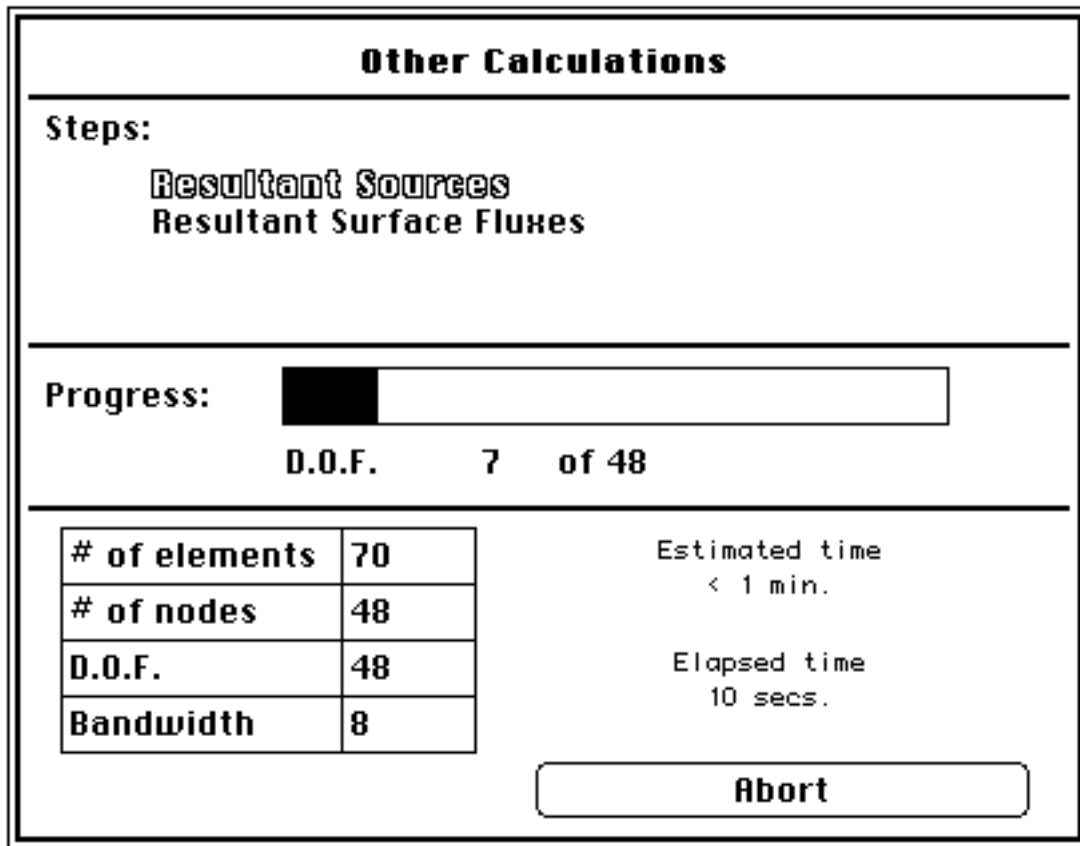 Other Calculations
Steps:
Resultant Sources
Resultant Surface Fluxes
Progress:
D.O.F. 7 of 48
# of elements 70
# of nodes 48
D.O.F. 48
Bandwidth 8
Estimated time
< 1 min.
Elapsed time
10 secs.
Abort